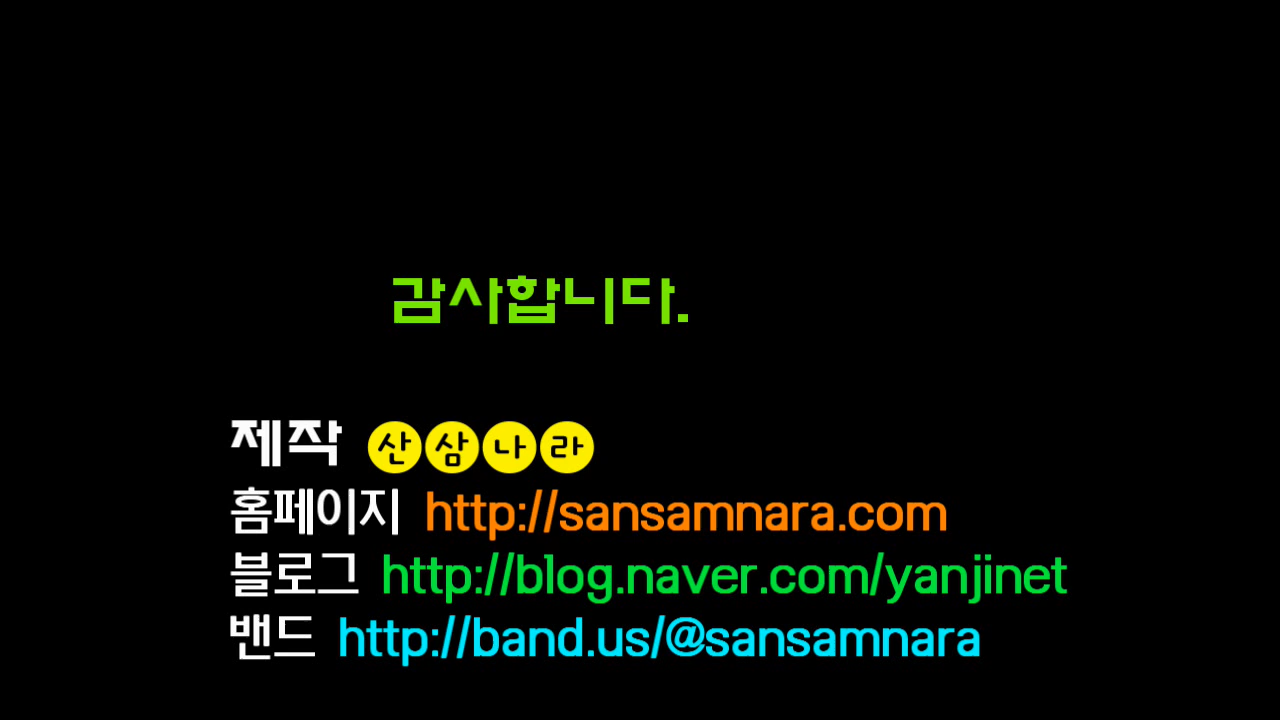 감사합니다.
제작 산삼나라
홈페이지 http://sansamnara.com
블로그 http://blog.naver.com/yanjinet
밴드 http://band.us/@sansamnara